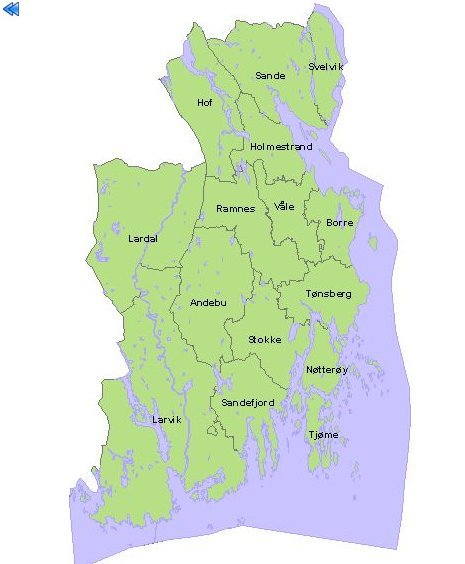 Svelvik
Sande
Hof
Holmestrand
Ramnes
Våle
Borre
Lardal
Andebu
Tønsberg
Stokke
Nøtterøy
Sandefjord
Larvik
Tjøme